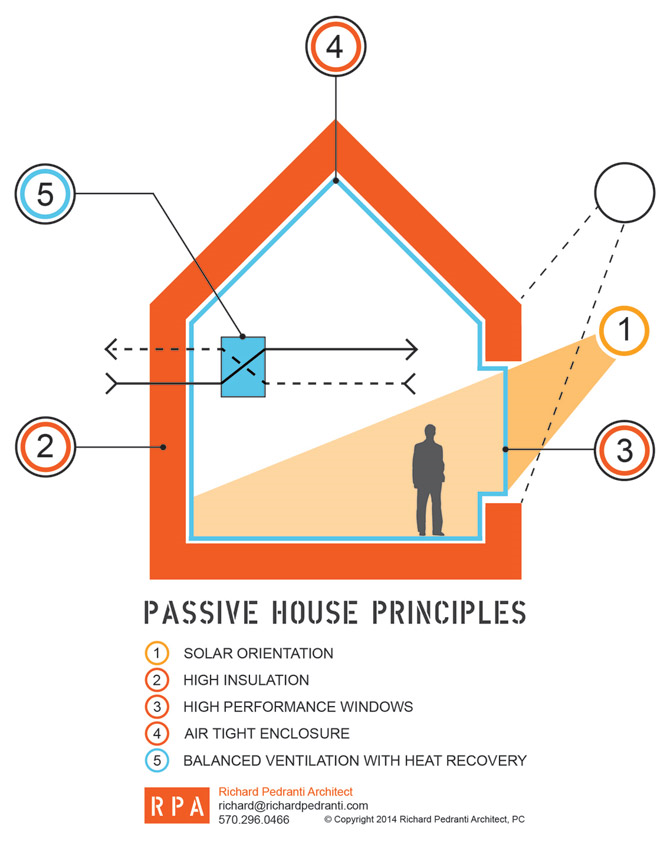 4
5
1
2
3
PASSIVE HOUSE PRINCIPLES
1 SOLAR ORIENTATION
2 HIGH INSULATION
3 HIGH PERFORMANCE WINDOWS
4 AIR TIGHT ENCLOSURE
5 BALANCED VENTILATION WITH HEAT RECOVERY
RPA
Richard Pedranti Architect
richard@richardpedranti.com
570.296.0466 © Copyright 2014 Richard Pedranti Architect, PC